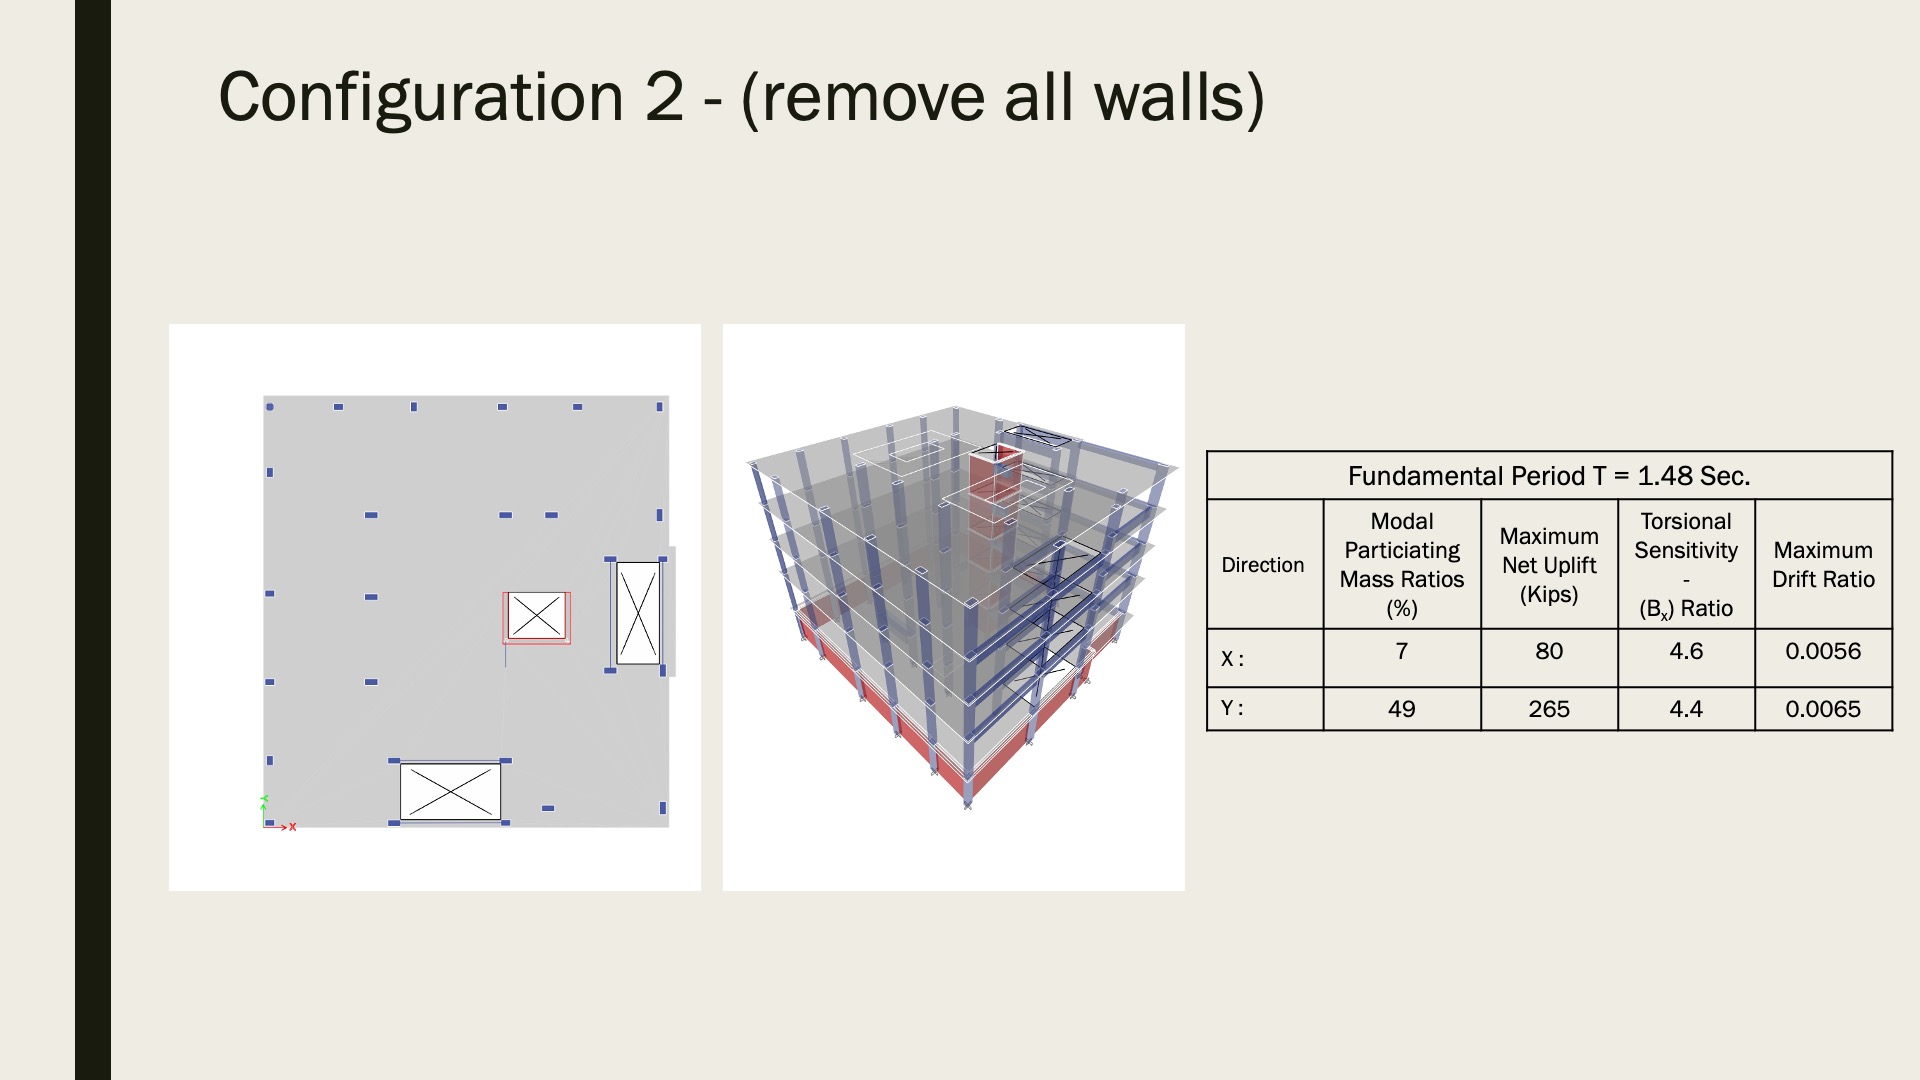 Configuration 2 - (remove all walls)
Y
X
Fundamental Period T = 1.48 Sec.
Direction
Modal
Particiating
Mass Ratios
(%)
Maximum
Net Uplift
(Kips)
Torsional
Sensitivity
-
(Bx) Ratio
Maximum
Drift Ratio
X : 7 80 4.6 0.0056
Y : 49 265 4.4 0.0065